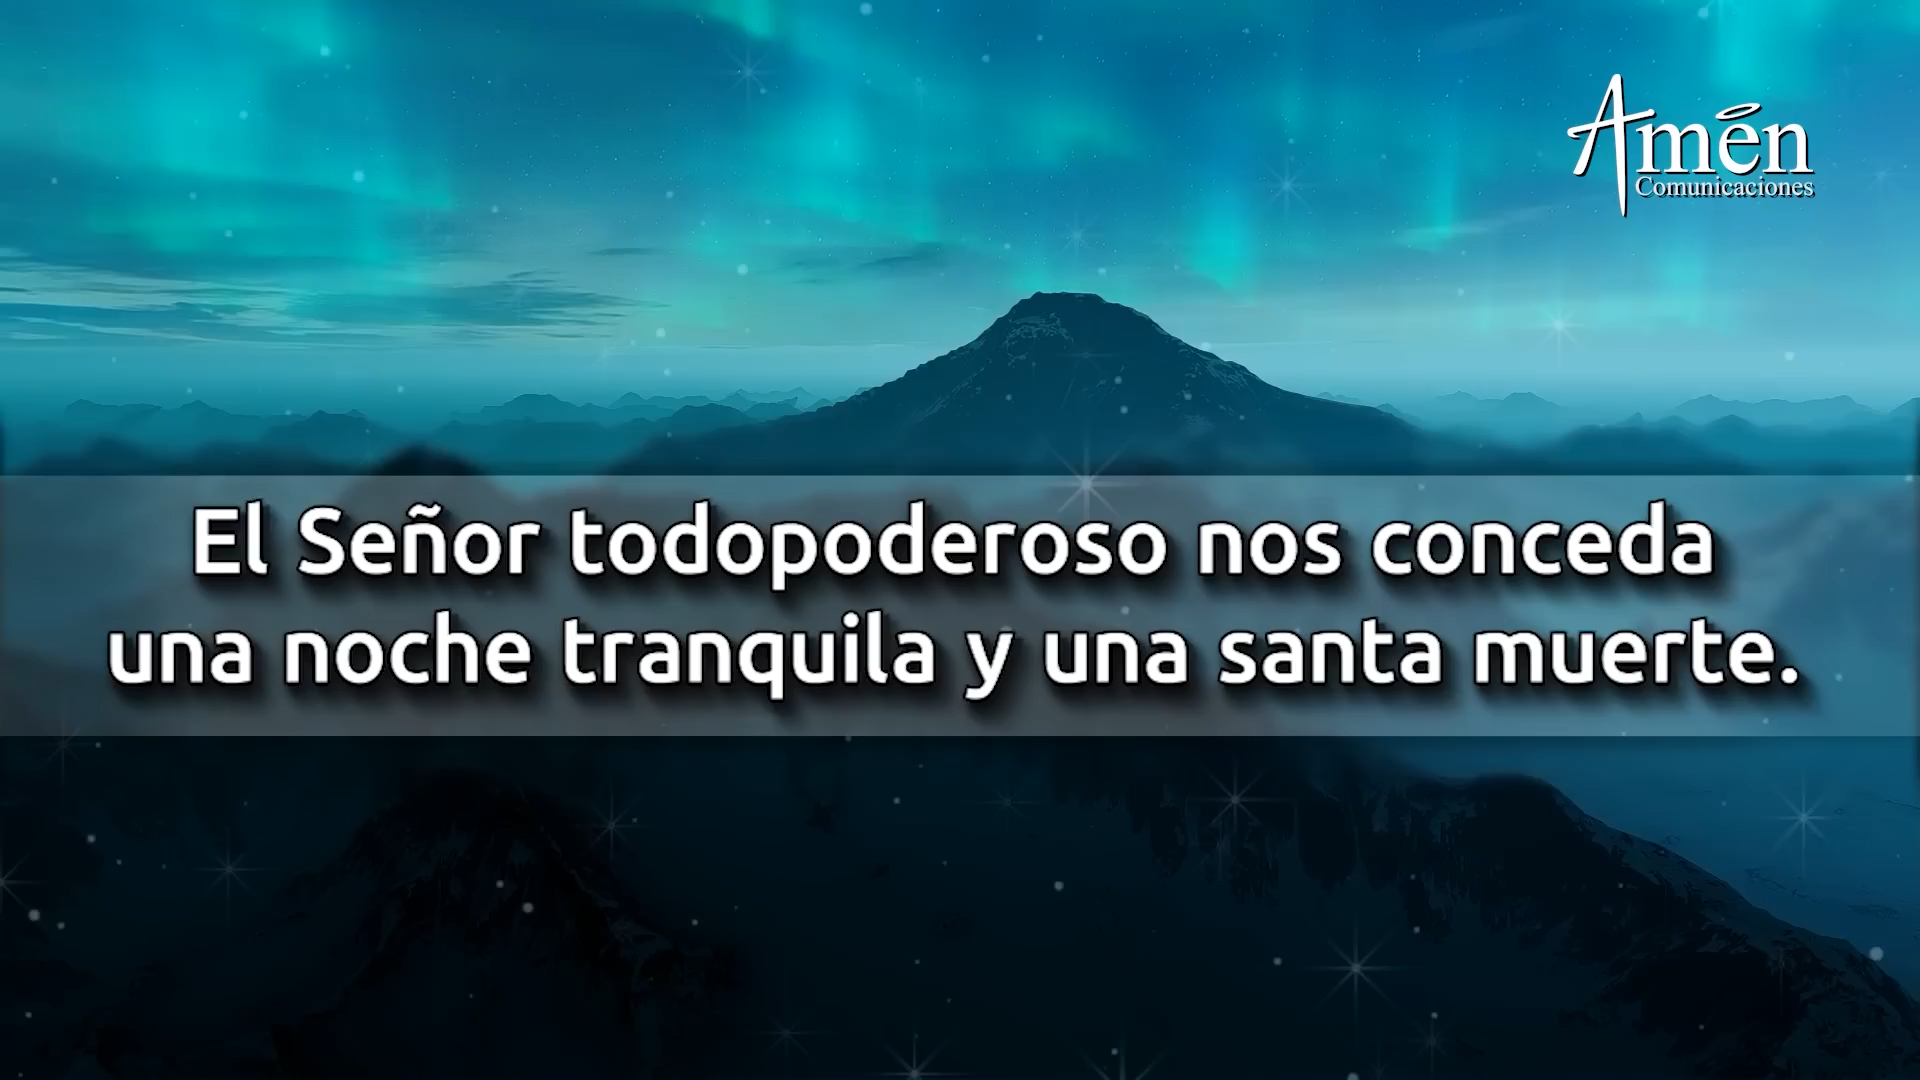 Amén
Comunicaciones
El Señor todopoderoso nos conceda
una noche tranquila y una santa muerte.